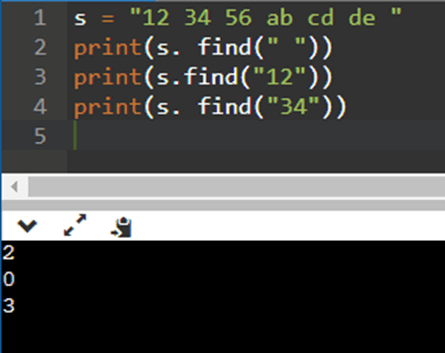 1 s = "12 34 56 ab cd de "
2 print(s. find(" "))
3 print(s.find("12"))
4 print(s. find("34"))
5
2
0
3